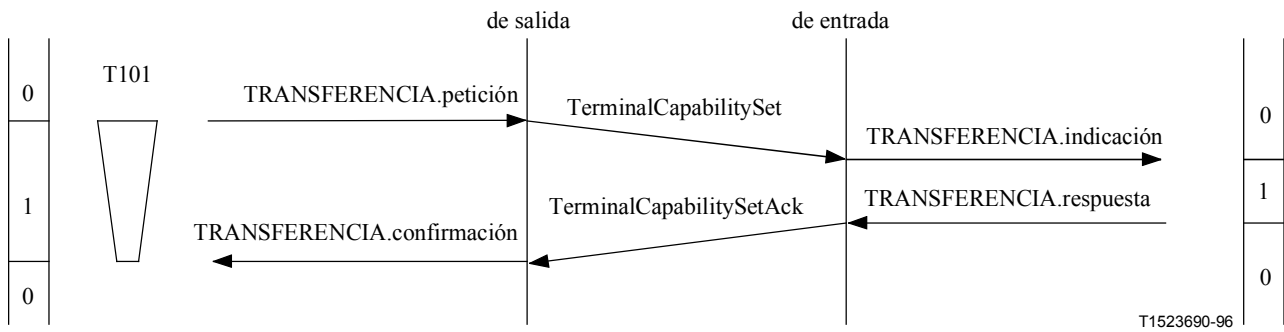 de salida
de entrada
T101
0
TRANSFERENCIA.petición
TerminalCapabilitySet
0
TRANSFERENCIA.indicación
1
TerminalCapabilitySetAck
TRANSFERENCIA.respuesta
1
TRANSFERENCIA.confirmación
0
0
T1523690-96